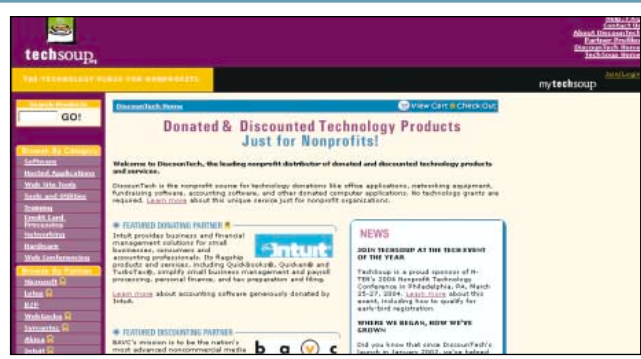 Help / FAQ
Contact Us
About DiscounTech
Partner Profiles
DiscounTech Home
TechSoup Home
techsoup
THE TECHNOLOGY PLACE FOR NONPROFITS
Join/Login
mytechsoup
Search Products
GO!
DiscounTech Home
View Cart
Check Out
Donated & Discounted Technology Products
Just for Nonprofits!
Browse By Category
Software
Hosted Applications
Web Site Tools
Tools and Utilities
Training
Credit Card
Processing
Networking
Hardware
Web Conferencing
Browse By Partner
Microsoft
Lotus
B2P
WebGecko
Symantec
Akiva
Intuit
Welcome to DiscounTech, the leading nonprofit distributor of donated and discounted technology products
and services.
DiscounTech is the nonprofit source for technology donations like office applications, networking equipment,
fundraising software, accounting software, and other donated computer applications. No technology grants are
required. Learn more about this unique service just for nonprofit organizations.
FEATURED DONATING PARTNER
Intuit provides business and financial
management solutions for small
businesses, consumers and
accounting professionals. Its flagship
products and services, including QuickBooks®, Quicken® and
TurboTax®, simplify small business management and payroll
processing, personal finance, and tax preparation and filing.
Intuit
Learn more about accounting software generously donated by
Intuit.
FEATURED DISCOUNTING PARTNER
BAVC's mission is to be the nation's
most advanced noncommercial media
b a v c
NEWS
JOIN TECHSOUP AT THE TECH EVENT
OF THE YEAR
TechSoup is a proud sponsor of N-
TEN's 2004 Nonprofit Technology
Conference in Philadelphia, PA, March
25-27, 2004. Learn more about this
event, including how to qualify for
early-bird registration.
WHERE WE BEGAN, HOW WE'VE
GROWN
Did you know that since DiscounTech's
launch in January 2002, we've helped